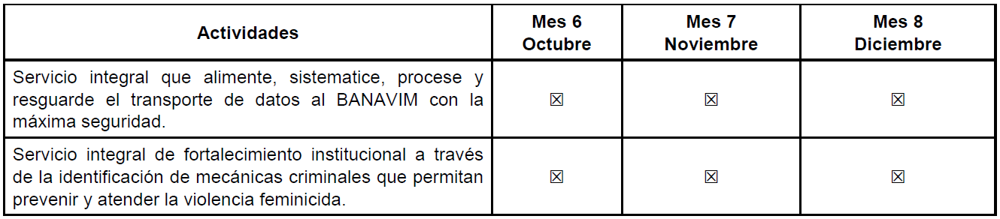 Actividades
Mes 6
Octubre
Mes 7
Noviembre
Mes 8
Diciembre
Servicio integral que alimente, sistematice, procese y
resguarde el transporte de datos al BANAVIM con la
máxima seguridad.
☒ ☒ ☒
Servicio integral de fortalecimiento institucional a través
de la identificación de mecánicas criminales que permitan
prevenir y atender la violencia feminicida.
☒ ☒ ☒